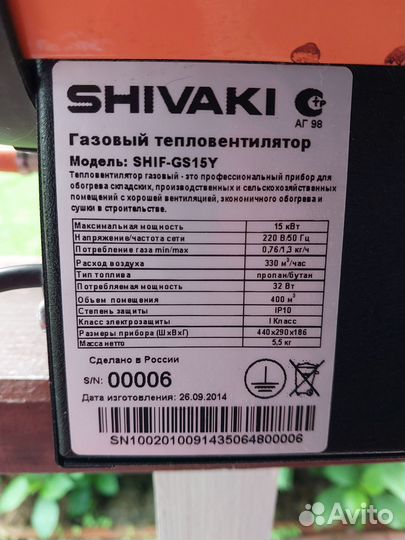 SHIVAKI
АГ 98
Газовый тепловентилятор
Модель: SHIF-GS15Y
Тепловентилятор газовый - это профессиональный прибор для
обогрева складских, производственных и сельскохозяйственных
помещений с хорошей вентиляцией, экономичного обогрева и
сушки в строительстве.
Максимальная мощность 15 кВт
Напряжение/частота сети 220 В/50 Гц
Потребление газа min/max 0,76/1,3 кг/ч
Расход воздуха 330 м³/час
Тип топлива пропан/бутан
Потребляемая мощность 32 Вт
Объем помещения 400 м³
Степень защиты IP10
Класс электрозащиты I Класс
Размеры прибора (ШхВхГ) 440х290х186
Масса нетто 5,5 кг
Сделано в России
S/N: 00006
Дата изготовления: 26.09.2014
SN1002010091435064800006
Avito